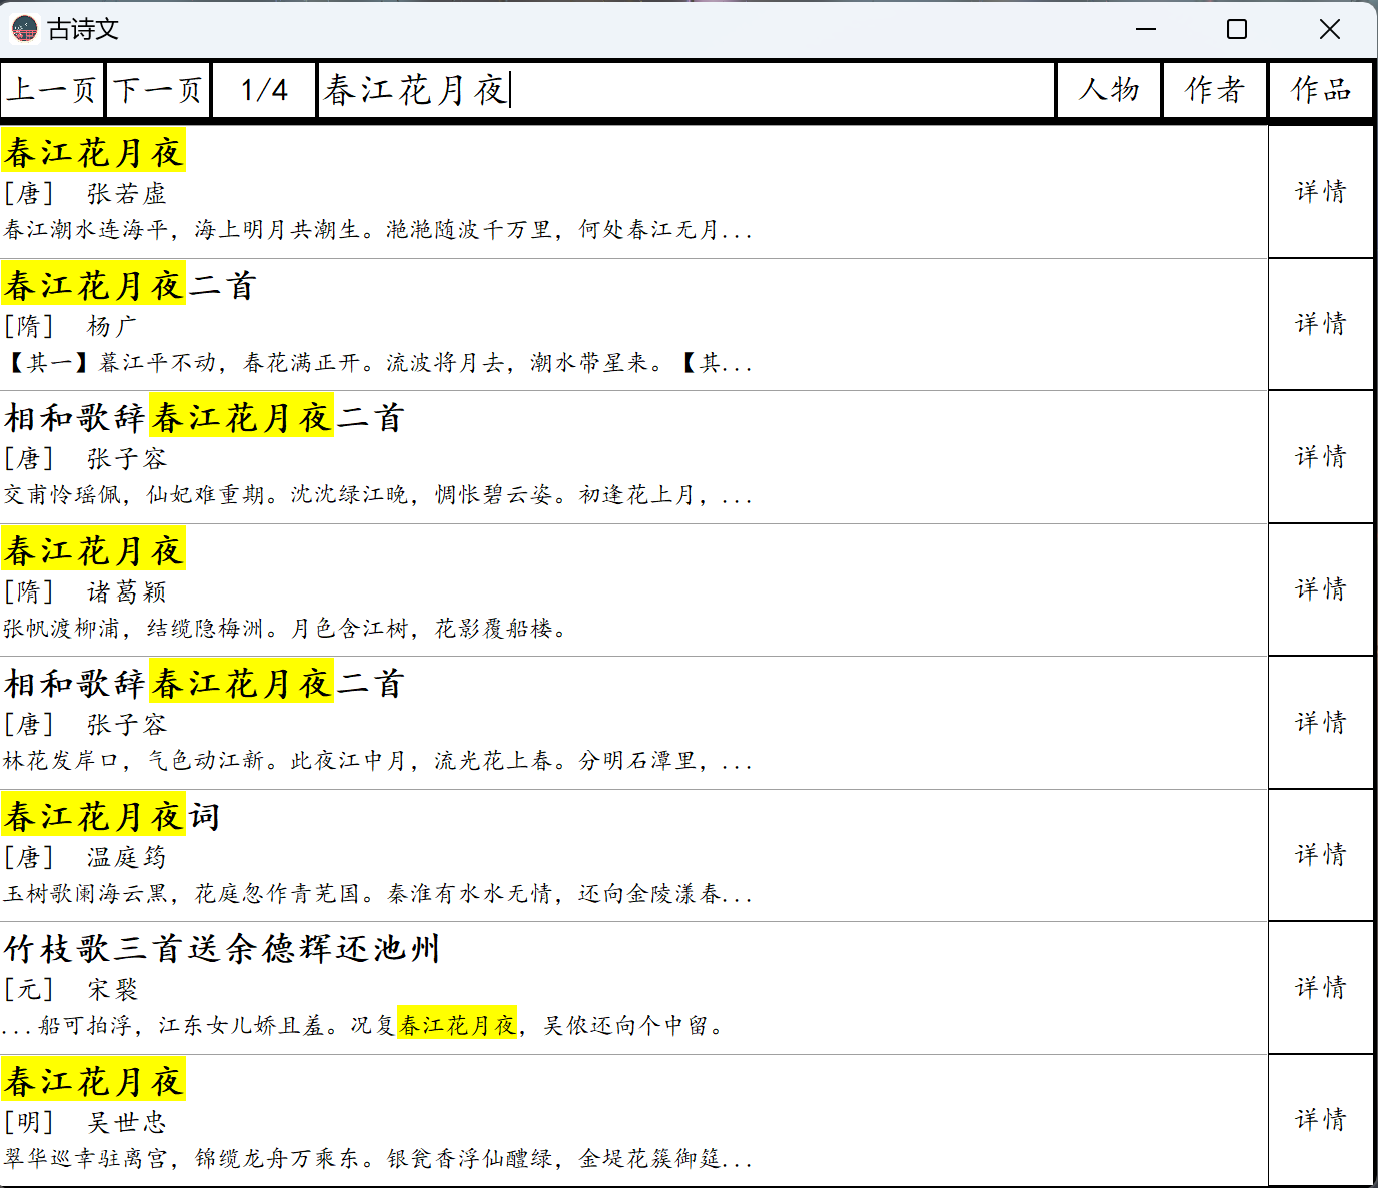 古诗文
上一页 下一页 1/4 春江花月夜 人物 作者 作品
春江花月夜
[唐] 张若虚
春江潮水连海平，海上明月共潮生。滟滟随波千万里，何处春江无月...
详情
春江花月夜二首
[隋] 杨广
【其一】暮江平不动，春花满正开。流波将月去，潮水带星来。【其...
详情
相和歌辞春江花月夜二首
[唐] 张子容
交甫怜瑶佩，仙妃难重期。沈沈绿江晚，惆怅碧云姿。初逢花上月，...
详情
春江花月夜
[隋] 诸葛颖
张帆渡柳浦，结缆隐梅洲。月色含江树，花影覆船楼。
详情
相和歌辞春江花月夜二首
[唐] 张子容
林花发岸口，气色动江新。此夜江中月，流光花上春。分明石潭里，...
详情
春江花月夜词
[唐] 温庭筠
玉树歌阑海云黑，花庭忽作青芜国。秦淮有水水无情，还向金陵漾春...
详情
竹枝歌三首送余德辉还池州
[元] 宋褧
...船可拍浮，江东女儿娇且羞。况复春江花月夜，吴侬还向个中留。
详情
春江花月夜
[明] 吴世忠
翠华巡幸驻离宫，锦缆龙舟万乘东。银瓮香浮仙醴绿，金堤花簇御筵...
详情